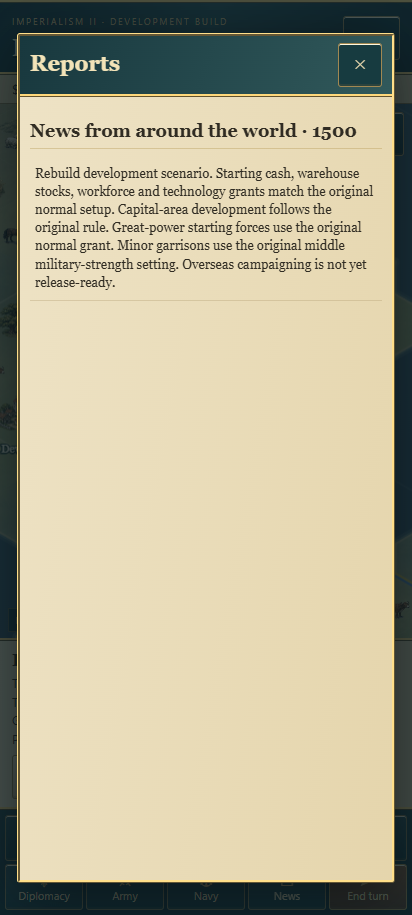 IMPERIALISM II · DEVELOPMENT BUILD
Reports
×
News from around the world · 1500
Rebuild development scenario. Starting cash, warehouse
stocks, workforce and technology grants match the original
normal setup. Capital-area development follows the
original rule. Great-power starting forces use the original
normal grant. Minor garrisons use the original middle
military-strength setting. Overseas campaigning is not yet
release-ready.
Diplomacy
Army
Navy
News
End turn